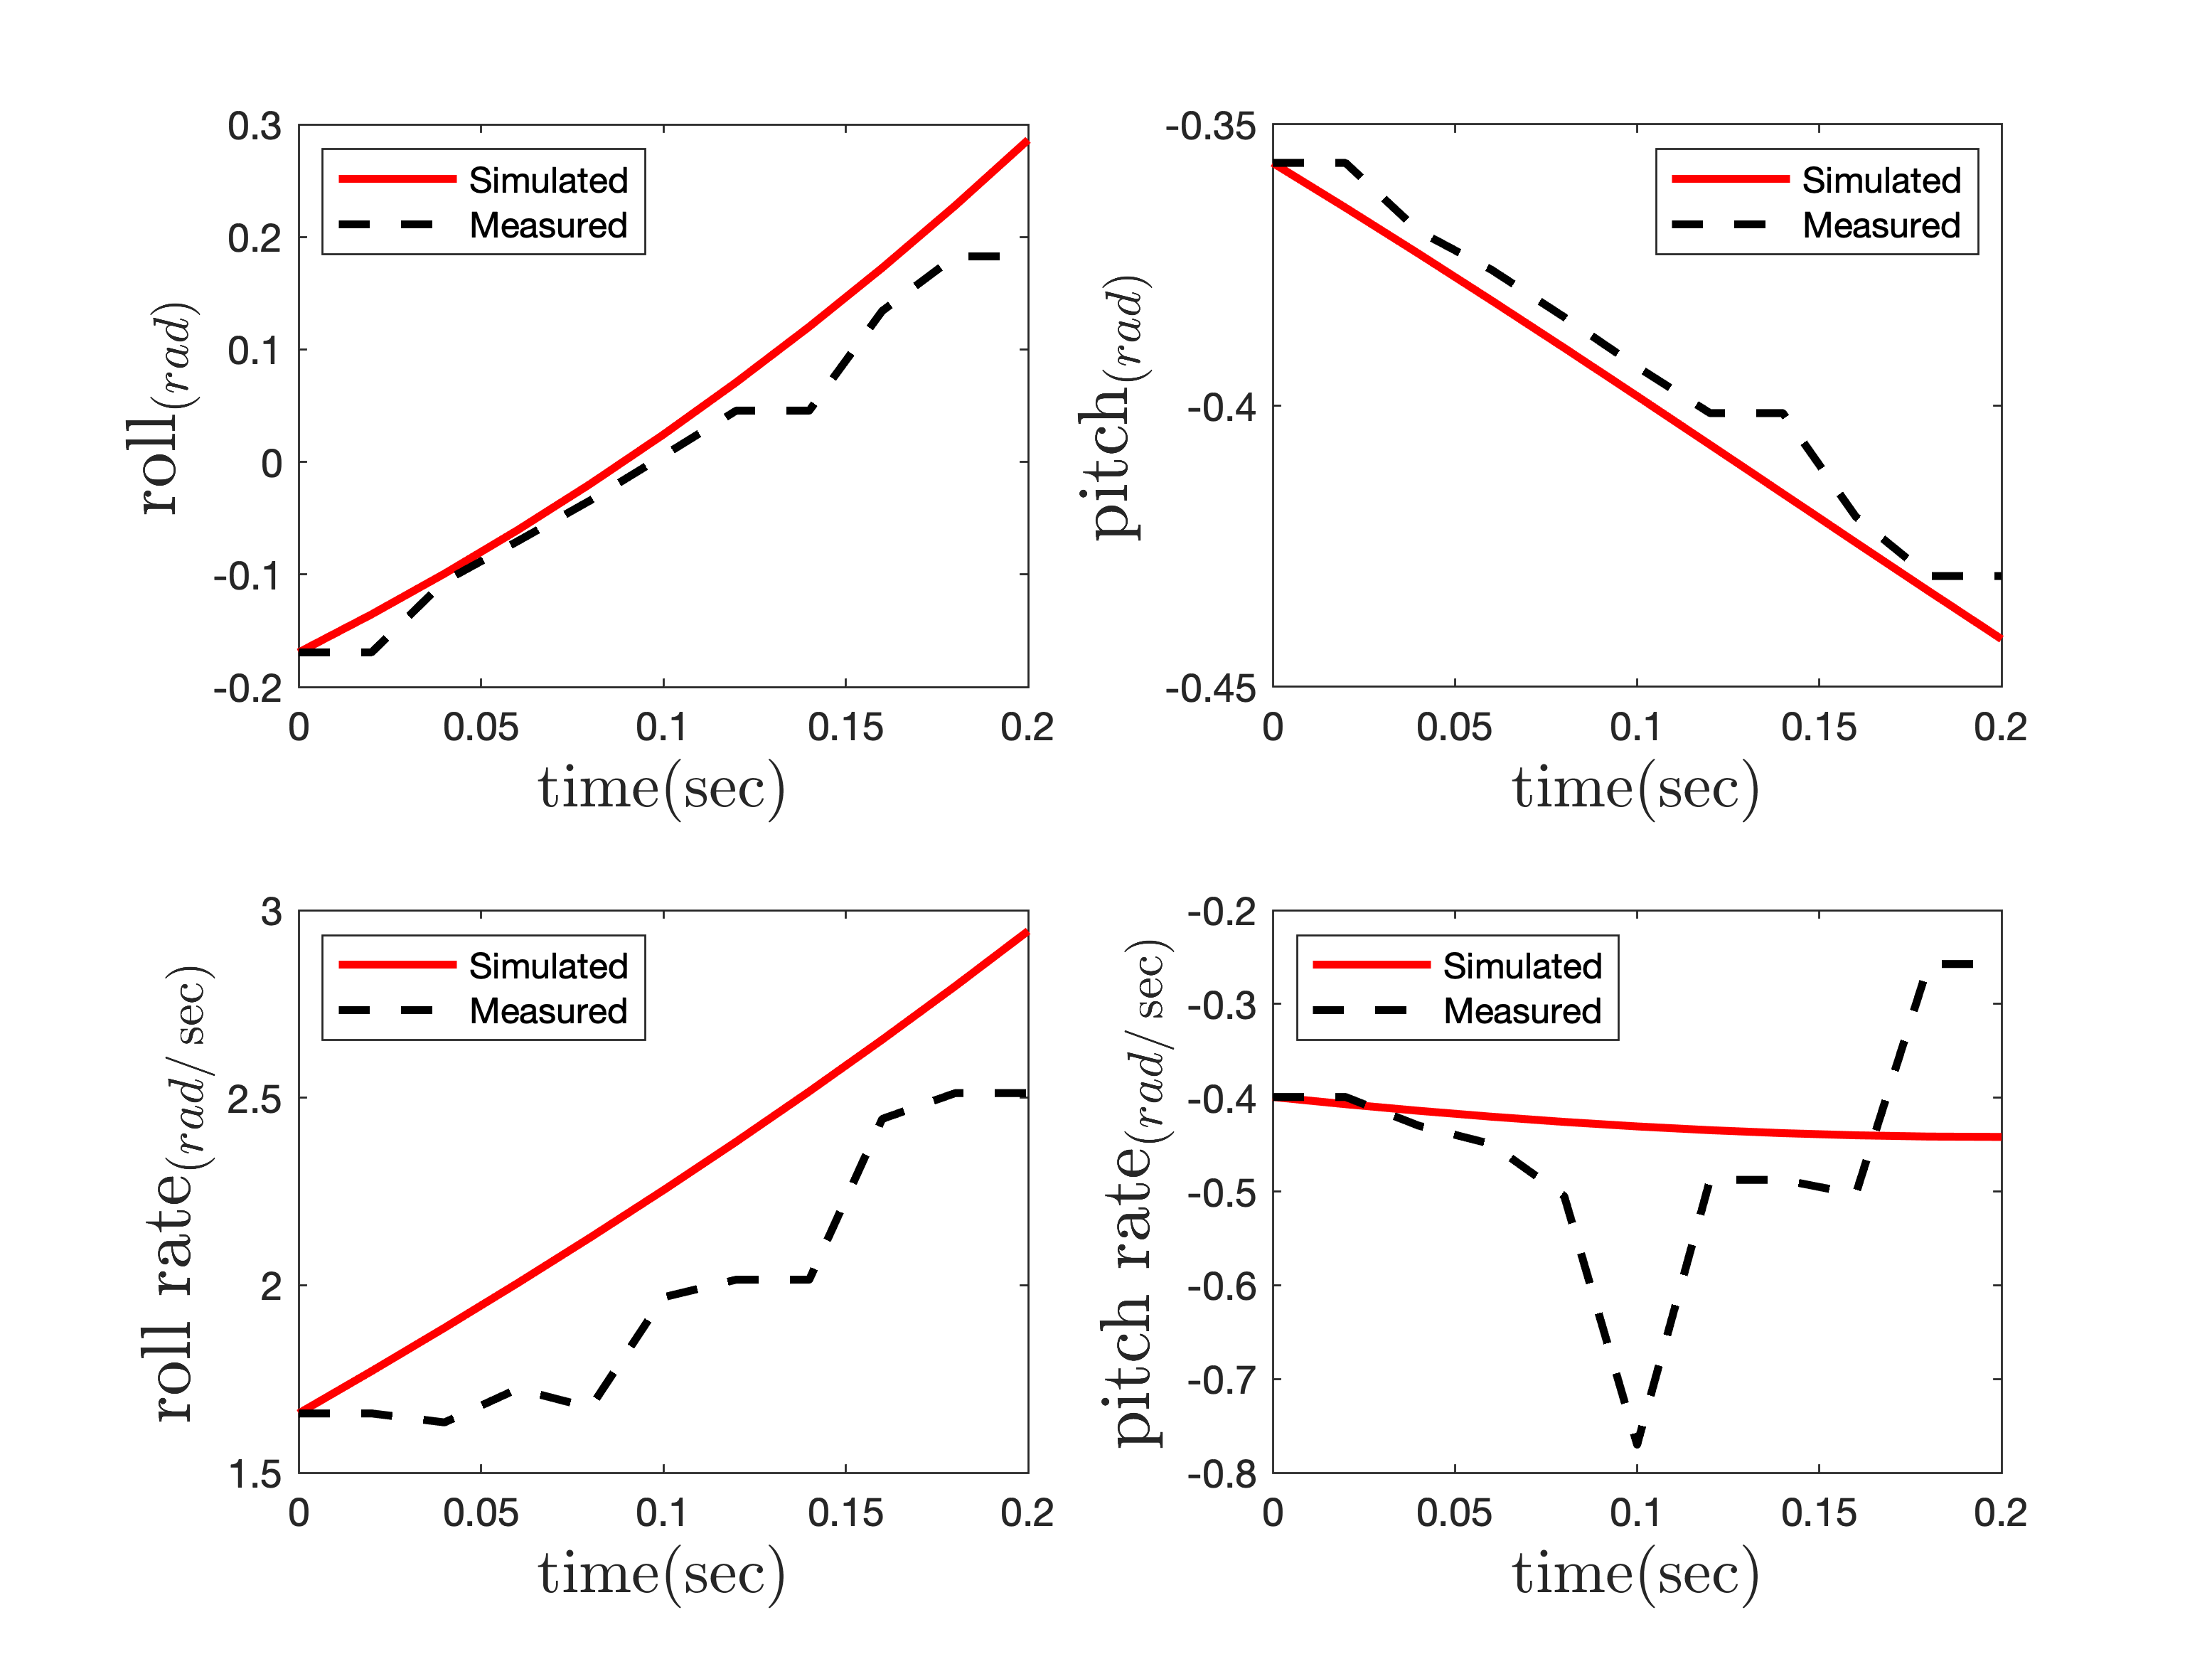 0.3
0.2
0.1
0
-0.1
-0.2
roll(rad)
Simulated
Measured
0 0.05 0.1 0.15 0.2
time(sec)
-0.35
-0.4
-0.45
pitch(rad)
Simulated
Measured
0 0.05 0.1 0.15 0.2
time(sec)
3
2.5
2
1.5
roll rate(rad/ sec)
Simulated
Measured
0 0.05 0.1 0.15 0.2
time(sec)
-0.2
-0.3
-0.4
-0.5
-0.6
-0.7
-0.8
pitch rate(rad/ sec)
Simulated
Measured
0 0.05 0.1 0.15 0.2
time(sec)